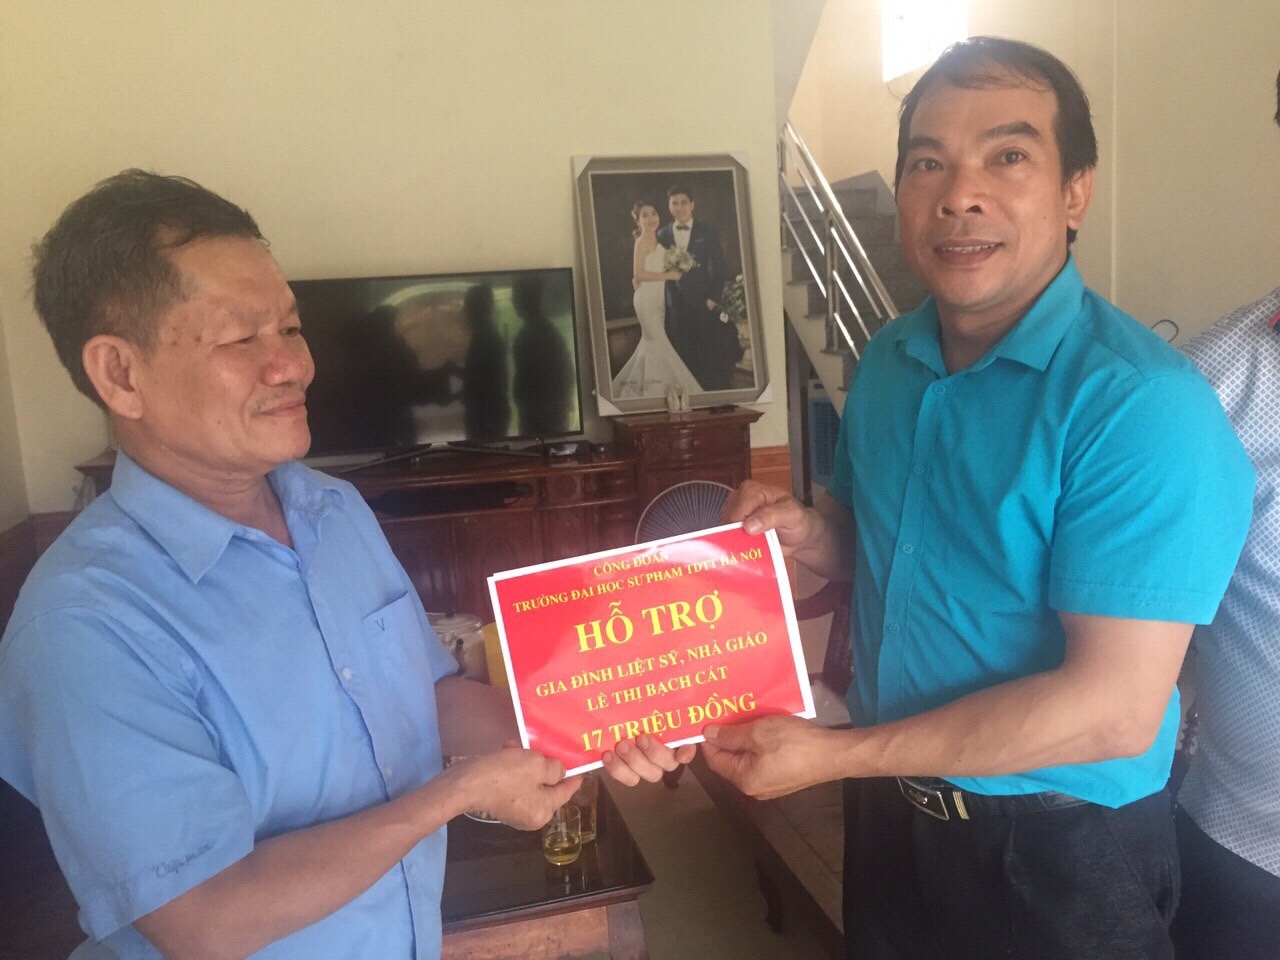 CÔNG ĐOÀN
TRƯỜNG ĐẠI HỌC SƯ PHẠM TDTT HÀ NỘI
HỖ TRỢ
GIA ĐÌNH LIỆT SỸ, NHÀ GIÁO
LÊ THỊ BẠCH CÁT
17 TRIỆU ĐỒNG
V